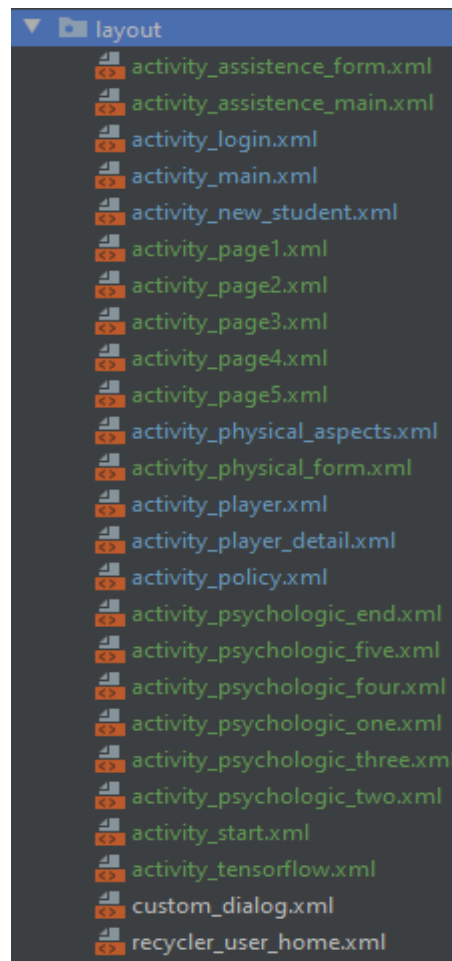 layout
activity_assistence_form.xml
activity_assistence_main.xml
activity_login.xml
activity_main.xml
activity_new_student.xml
activity_page1.xml
activity_page2.xml
activity_page3.xml
activity_page4.xml
activity_page5.xml
activity_physical_aspects.xml
activity_physical_form.xml
activity_player.xml
activity_player_detail.xml
activity_policy.xml
activity_psychologic_end.xml
activity_psychologic_five.xml
activity_psychologic_four.xml
activity_psychologic_one.xml
activity_psychologic_three.xm
activity_psychologic_two.xml
activity_start.xml
activity_tensorflow.xml
custom_dialog.xml
recycler_user_home.xml